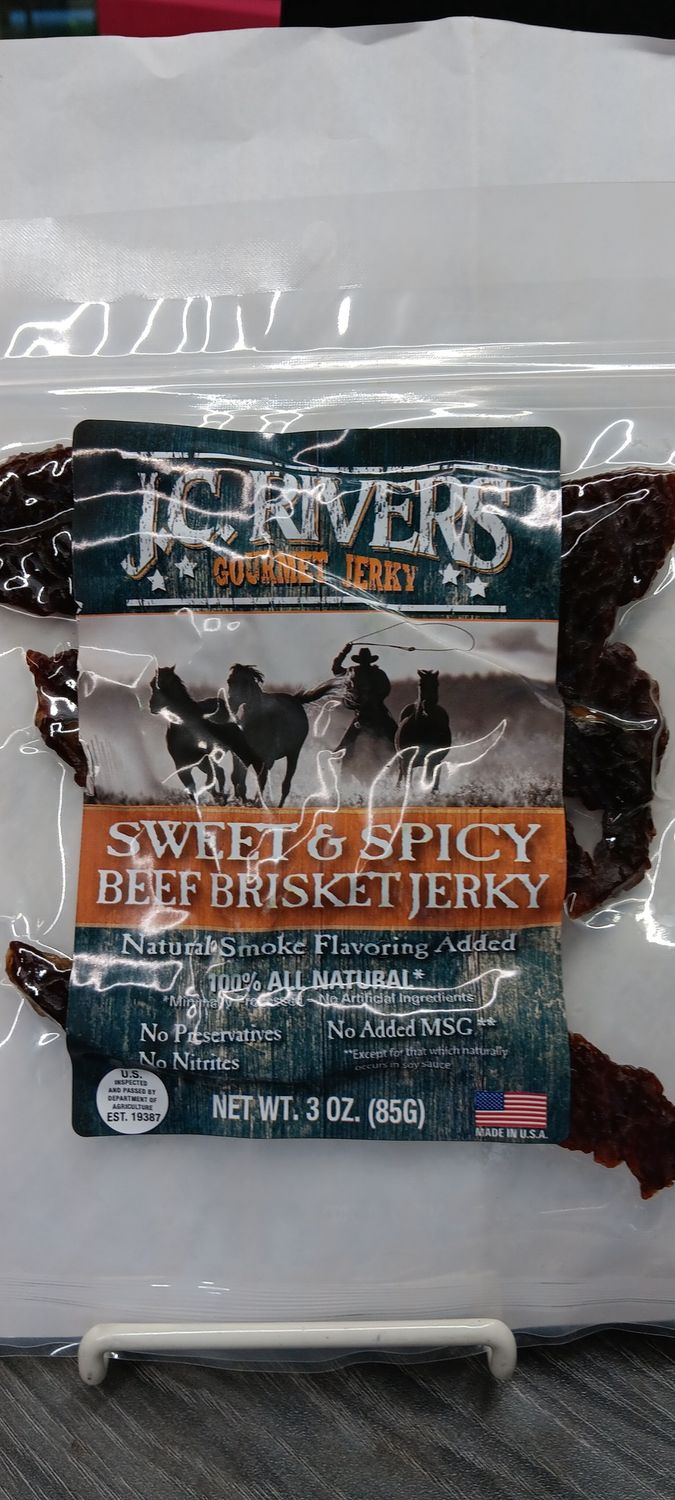 J.C. RIVERS
GOURMET JERKY
SWEET & SPICY
BEEF BRISKET JERKY
Natural Smoke Flavoring Added
100% ALL NATURAL*
*Minimally Processed - No Artificial Ingredients
No Preservatives
No Added MSG**
No Nitrites
**Except for that which naturally
occurs in soy sauce
U.S.
INSPECTED
AND PASSED BY
DEPARTMENT OF
AGRICULTURE
EST. 19387
NET WT. 3 OZ. (85G)
MADE IN U.S.A.